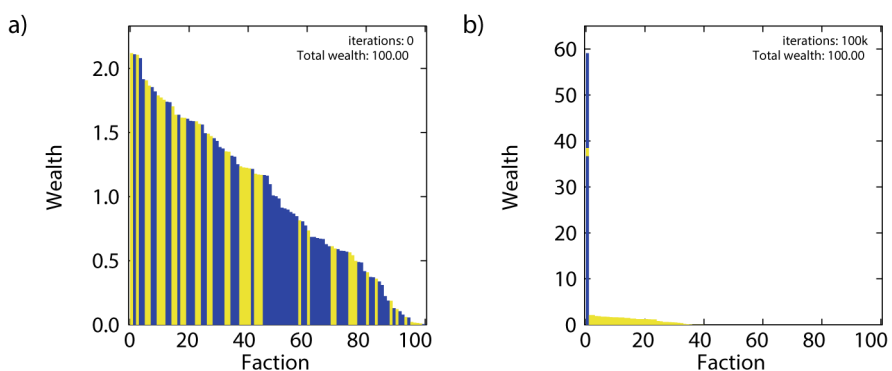 a)
iterations: 0
Total wealth: 100.00
2.0
1.5
1.0
0.5
0.0
Wealth
0 20 40 60 80 100
Faction
b)
iterations: 100k
Total wealth: 100.00
60
50
40
30
20
10
0
Wealth
0 20 40 60 80 100
Faction